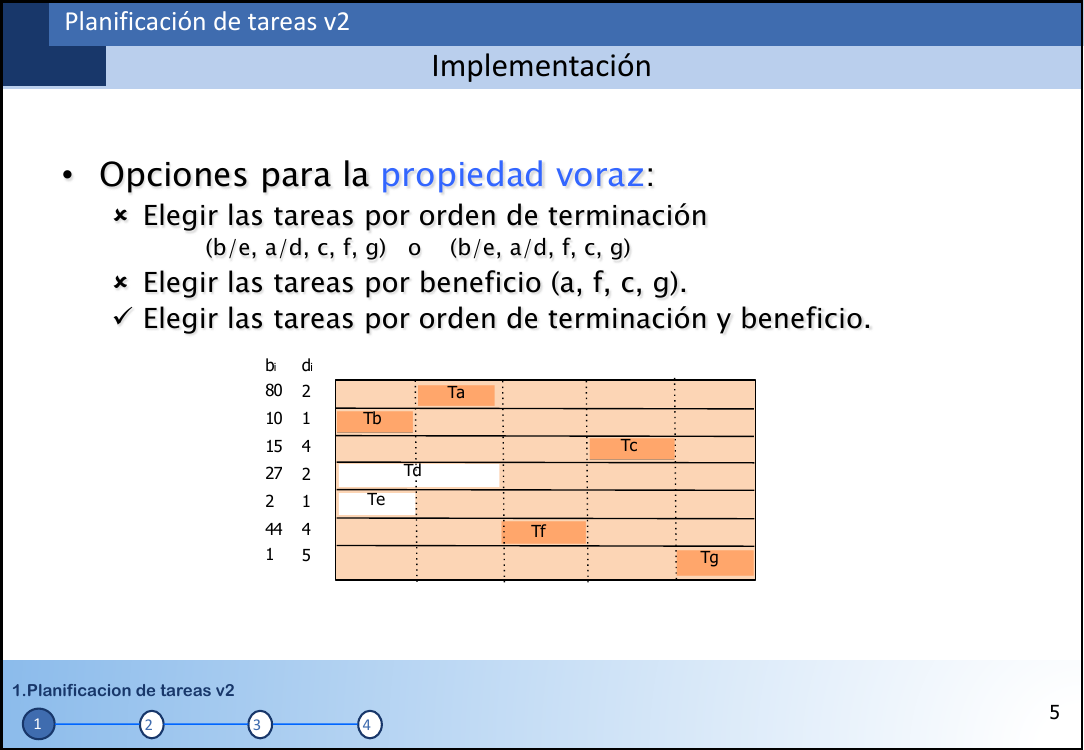 Planificación de tareas v2
Implementación
• Opciones para la propiedad voraz:
× Elegir las tareas por orden de terminación
(b/e, a/d, c, f, g) o (b/e, a/d, f, c, g)
× Elegir las tareas por beneficio (a, f, c, g).
✓ Elegir las tareas por orden de terminación y beneficio.
bi di
80 2 Ta
10 1 Tb
15 4 Tc
27 2 Td
2 1 Te
44 4 Tf
1 5 Tg
1.Planificacion de tareas v2
1 2 3 4
5